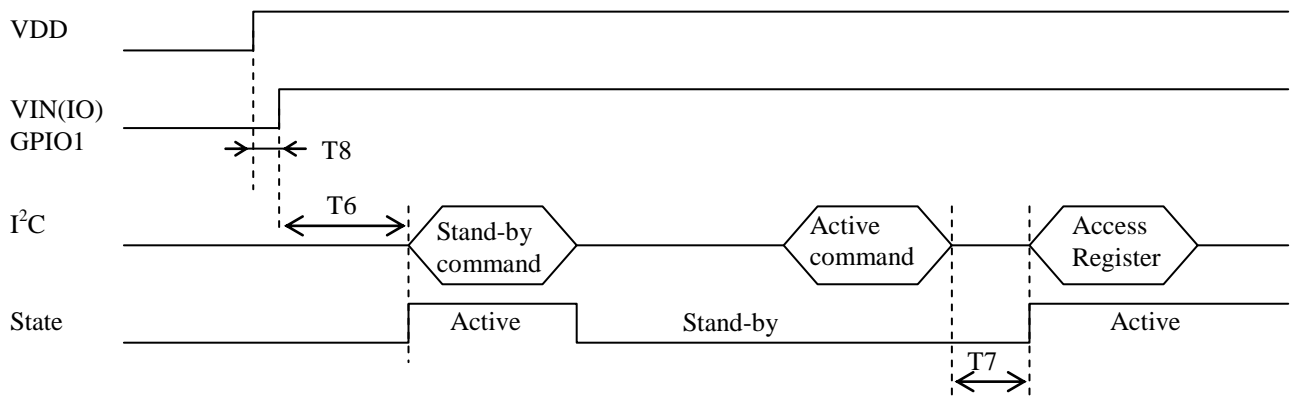 VDD
VIN(IO)
GPIO1
T8
T6
I²C
Stand-by
command
Active
command
Access
Register
State
Active
Stand-by
Active
T7